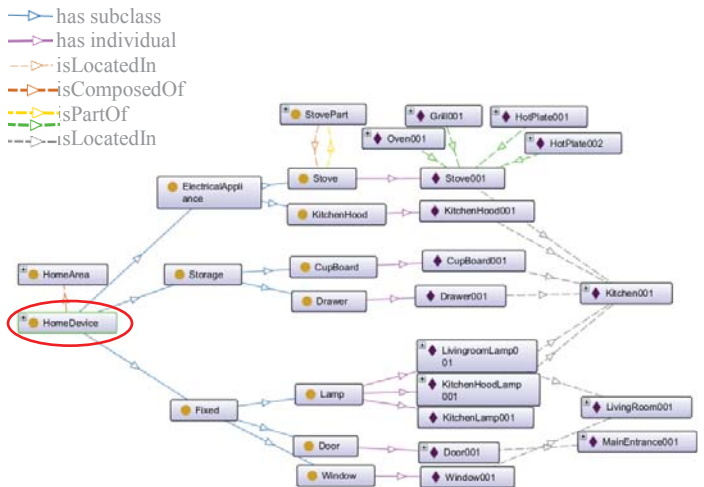 has subclass
has individual
isLocatedIn
isComposedOf
isPartOf
isLocatedIn
StovePart
Grill001
HotPlate001
Oven001
HotPlate002
ElectricalAppli
ance
Stove
Stove001
KitchenHood
KitchenHood001
HomeArea
Storage
CupBoard
CupBoard001
Drawer
Drawer001
Kitchen001
HomeDevice
LivingroomLamp0
01
Lamp
KitchenHoodLamp
001
Fixed
KitchenLamp001
LivingRoom001
Door
Door001
MainEntrance001
Window
Window001